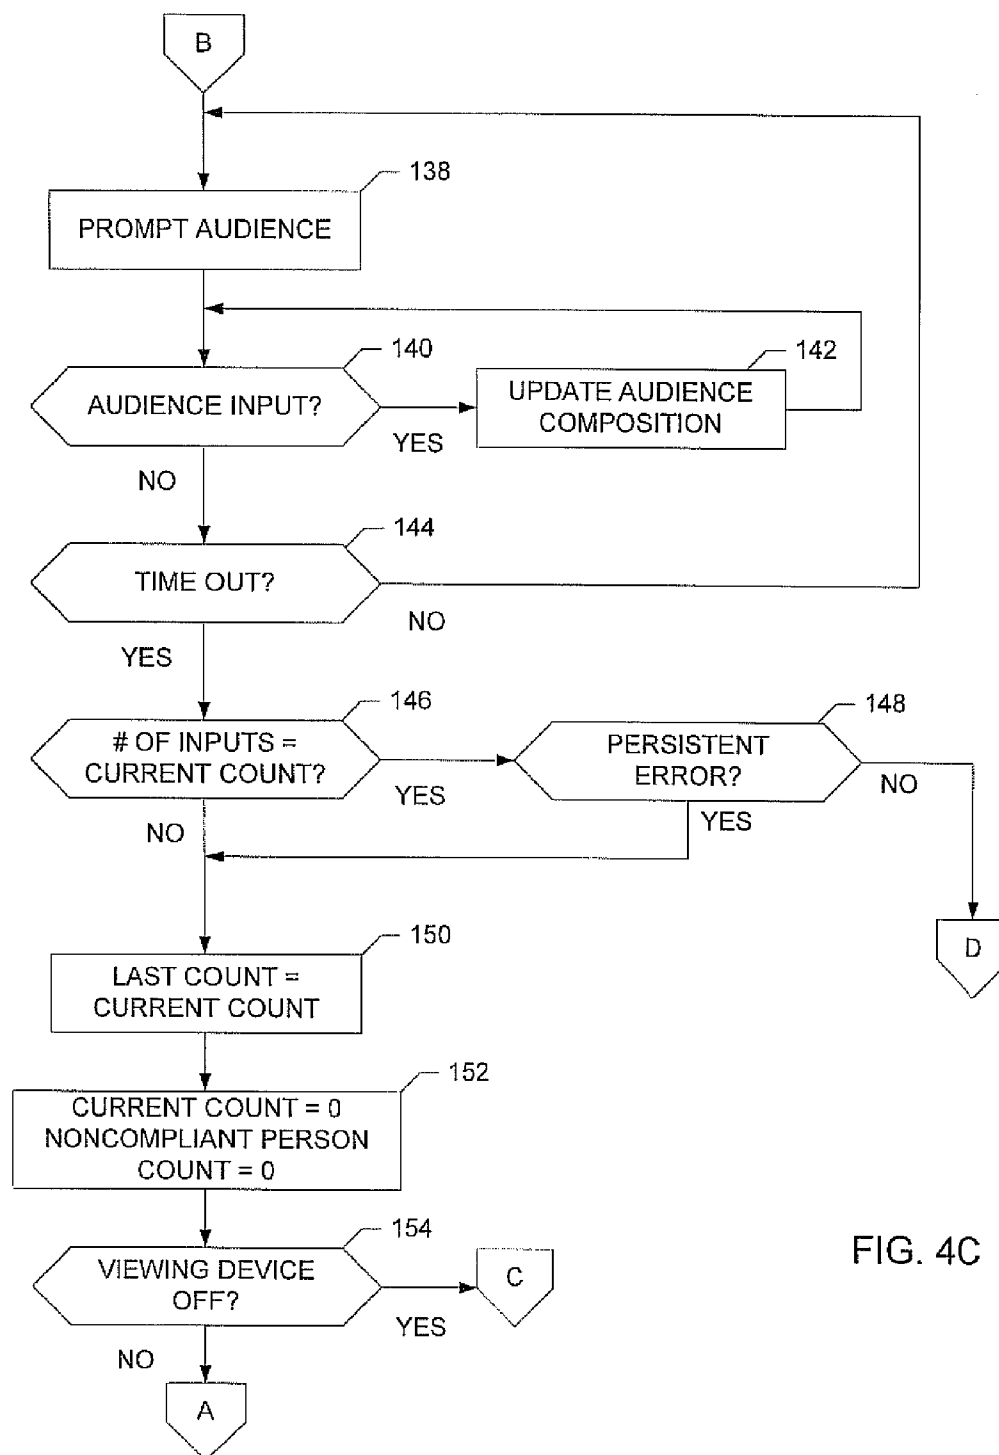 B
138
PROMPT AUDIENCE
140
AUDIENCE INPUT?
YES
NO
142
UPDATE AUDIENCE
COMPOSITION
144
TIME OUT?
NO
YES
146
# OF INPUTS =
CURRENT COUNT?
YES
NO
148
PERSISTENT
ERROR?
NO
YES
D
150
LAST COUNT =
CURRENT COUNT
152
CURRENT COUNT = 0
NONCOMPLIANT PERSON
COUNT = 0
154
VIEWING DEVICE
OFF?
YES
C
NO
A
FIG. 4C